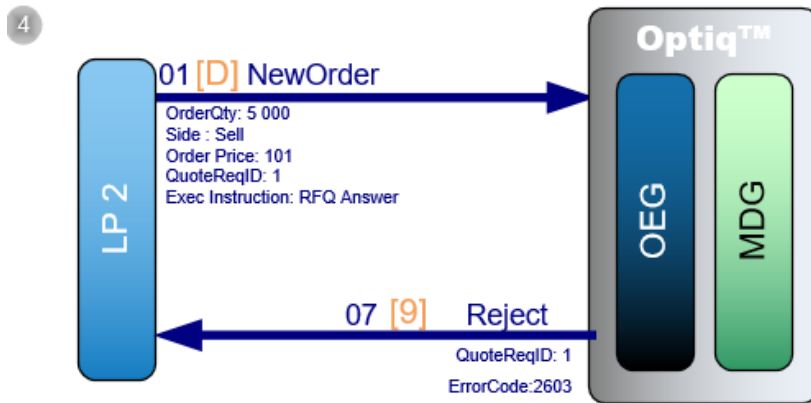 4
Optiq™
01 [D] NewOrder
OrderQty: 5 000
Side : Sell
Order Price: 101
QuoteReqID: 1
Exec Instruction: RFQ Answer
LP 2
OEG
MDG
07 [9] Reject
QuoteReqID: 1
ErrorCode:2603